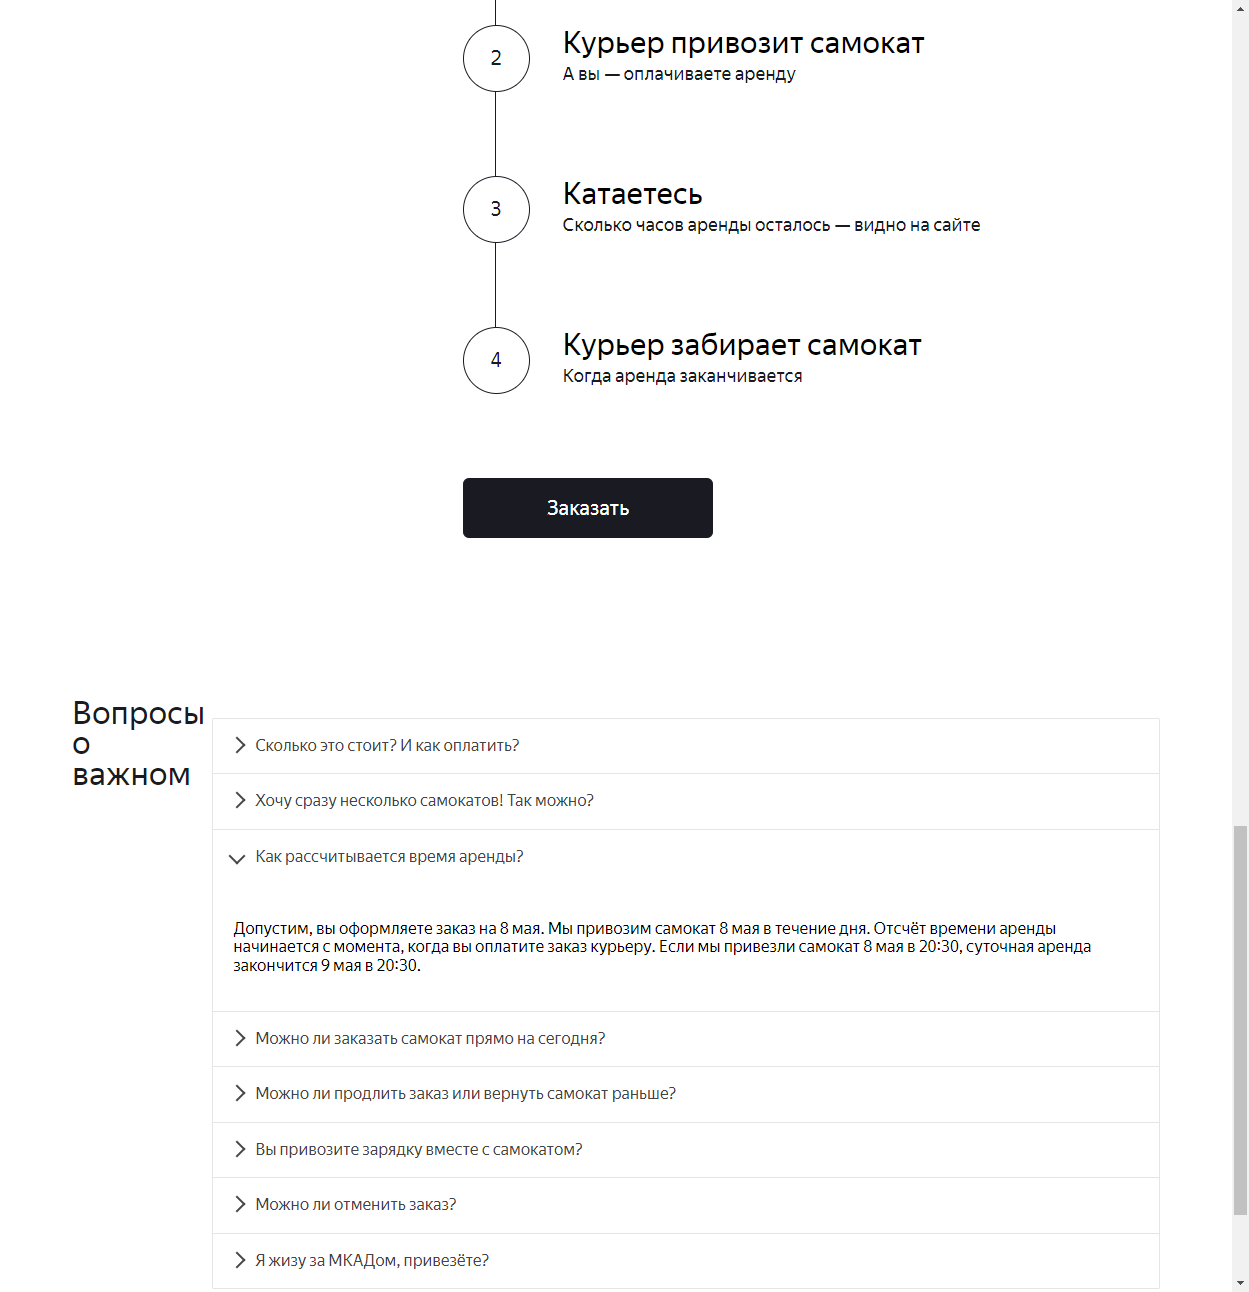 2
Курьер привозит самокат
А вы — оплачиваете аренду
3
Катаетесь
Сколько часов аренды осталось — видно на сайте
4
Курьер забирает самокат
Когда аренда заканчивается
Заказать
Вопросы
о
важном
Сколько это стоит? И как оплатить?
Хочу сразу несколько самокатов! Так можно?
Как рассчитывается время аренды?
Допустим, вы оформляете заказ на 8 мая. Мы привозим самокат 8 мая в течение дня. Отсчёт времени аренды
начинается с момента, когда вы оплатите заказ курьеру. Если мы привезли самокат 8 мая в 20:30, суточная аренда
закончится 9 мая в 20:30.
Можно ли заказать самокат прямо на сегодня?
Можно ли продлить заказ или вернуть самокат раньше?
Вы привозите зарядку вместе с самокатом?
Можно ли отменить заказ?
Я жизу за МКАДом, привезёте?